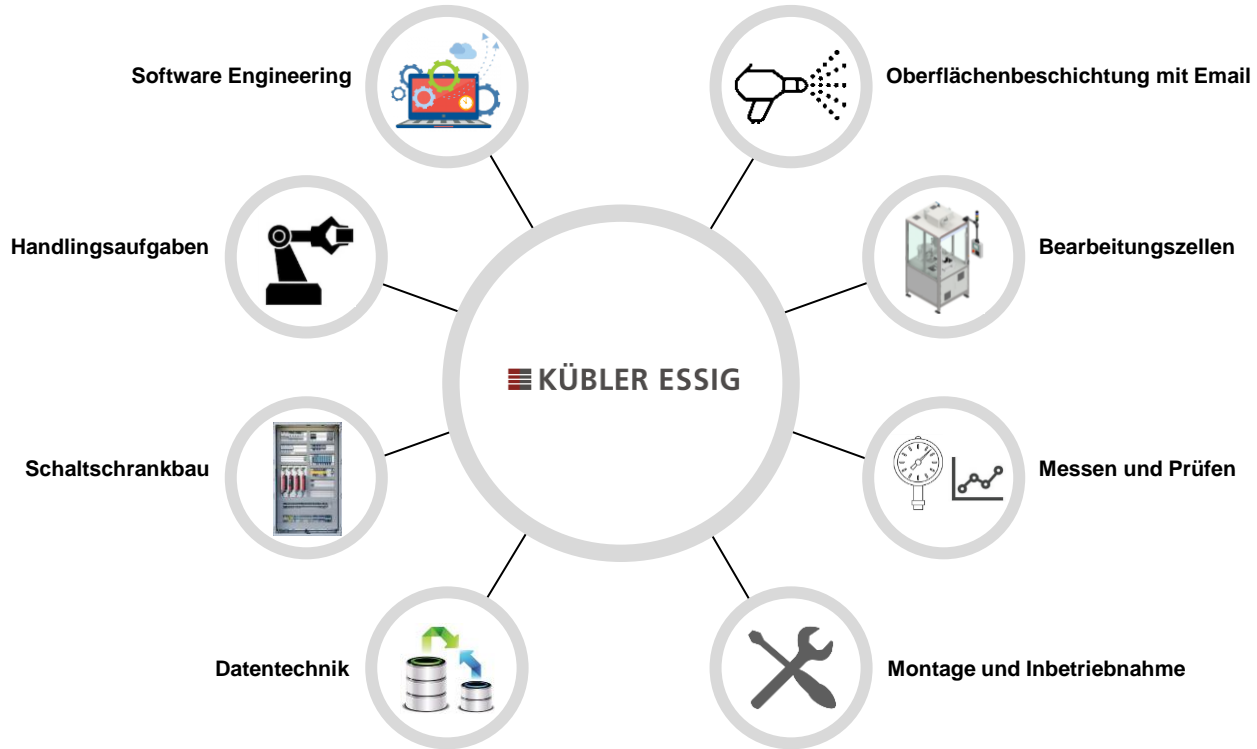 Software Engineering
Oberflächenbeschichtung mit Email
Handlingsaufgaben
Bearbeitungszellen
KÜBLER ESSIG
Schaltschrankbau
Messen und Prüfen
Datentechnik
Montage und Inbetriebnahme